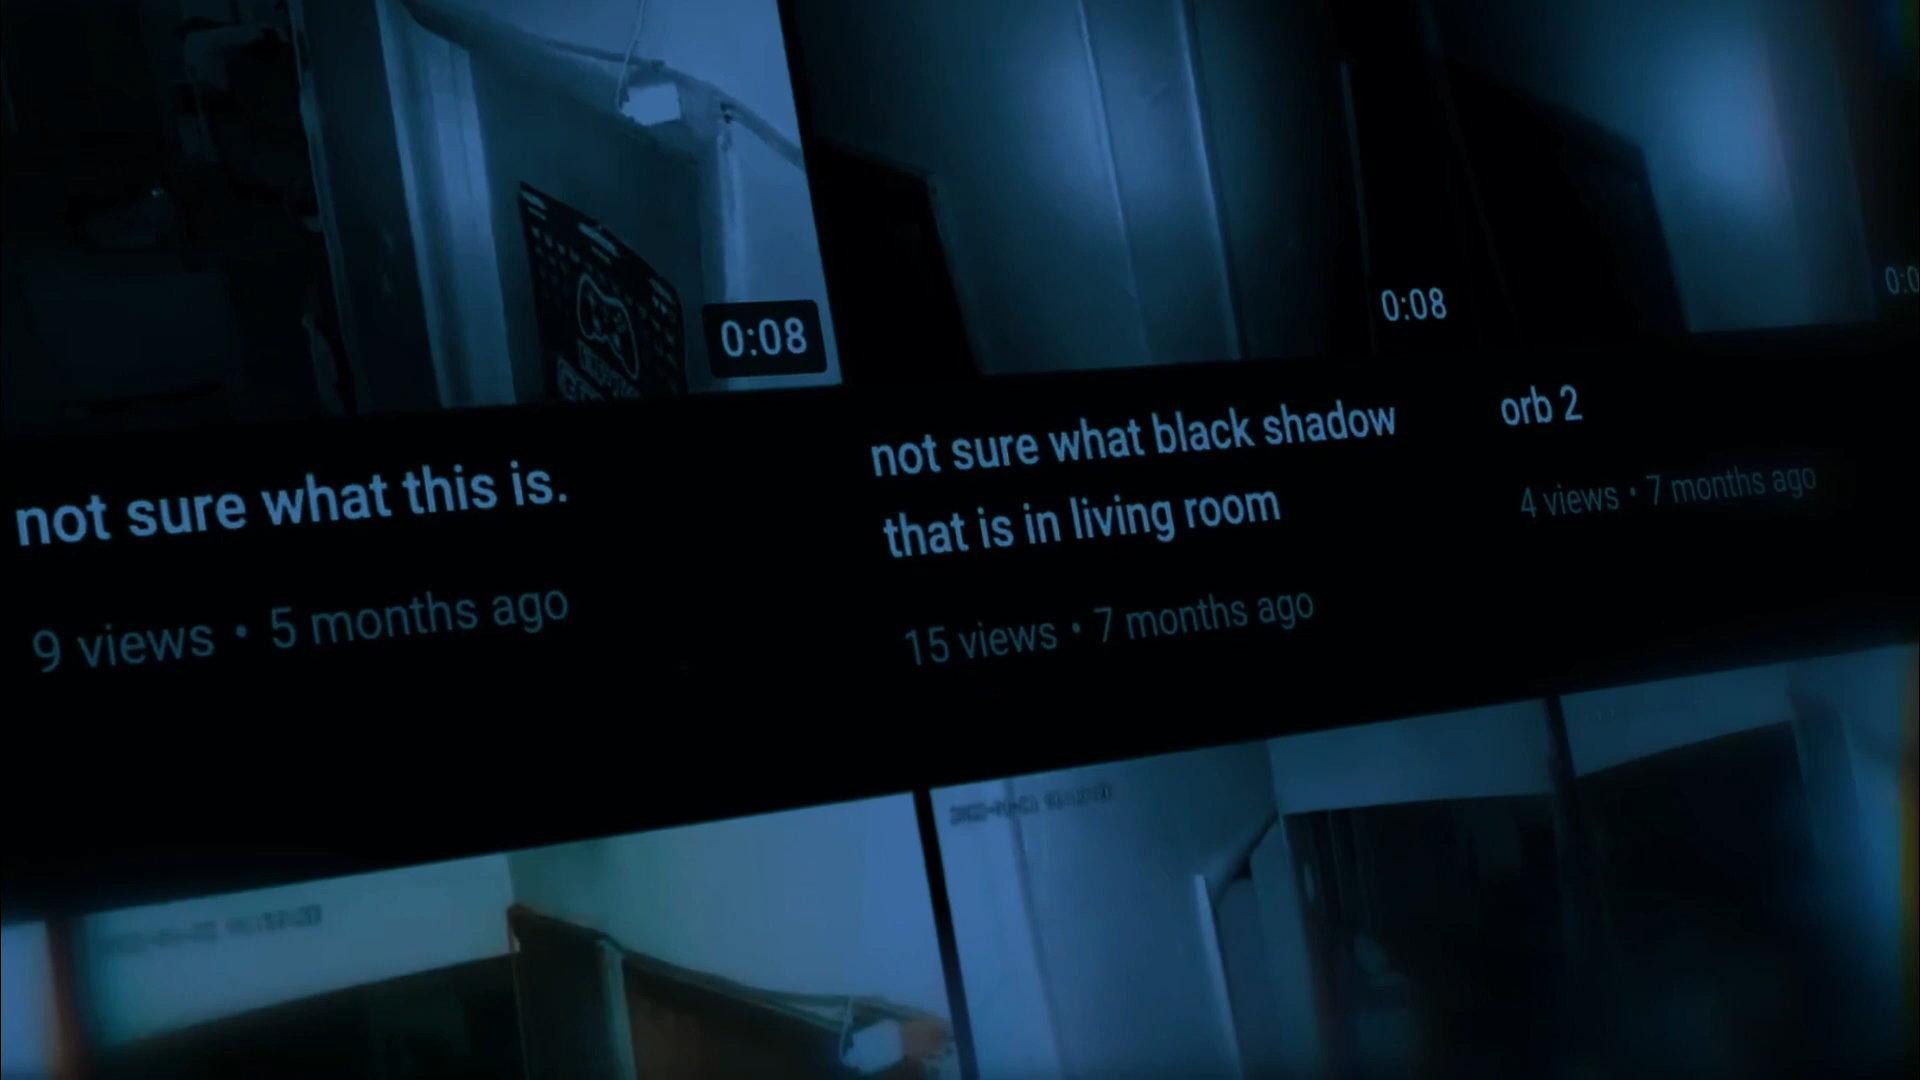 0:08
0:08
not sure what this is.
9 views • 5 months ago
not sure what black shadow
that is in living room
15 views • 7 months ago
orb 2
4 views • 7 months ago